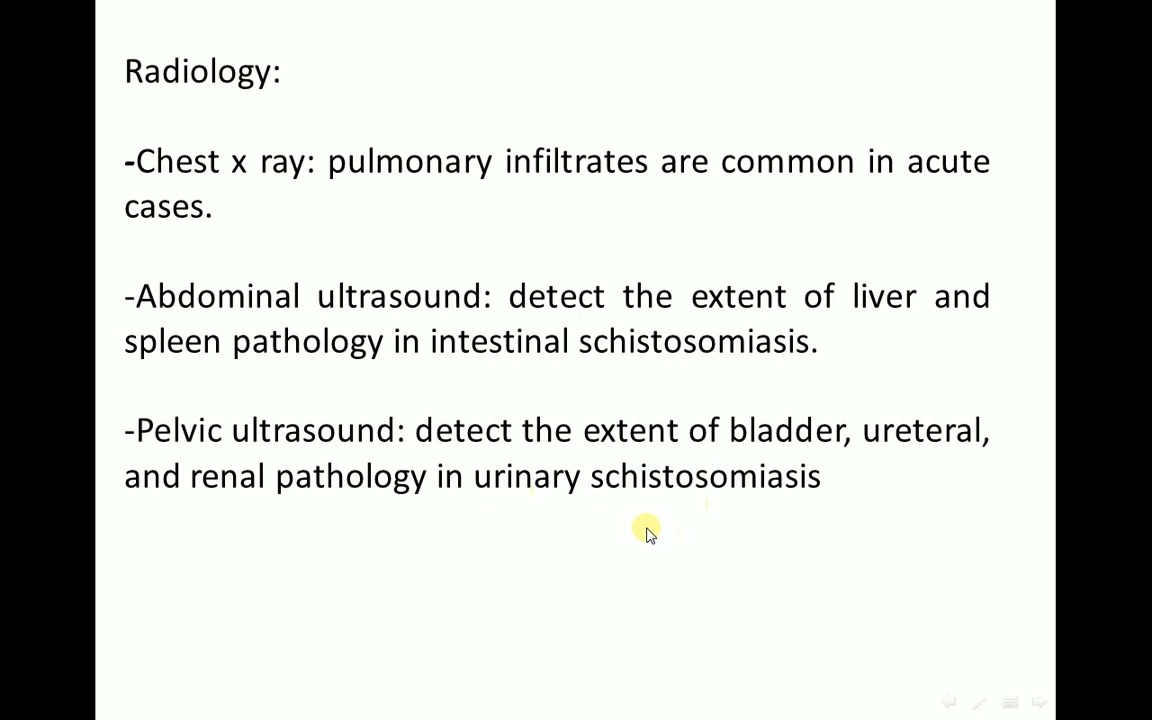 Radiology:
-Chest x ray: pulmonary infiltrates are common in acute
cases.
-Abdominal ultrasound: detect the extent of liver and
spleen pathology in intestinal schistosomiasis.
-Pelvic ultrasound: detect the extent of bladder, ureteral,
and renal pathology in urinary schistosomiasis